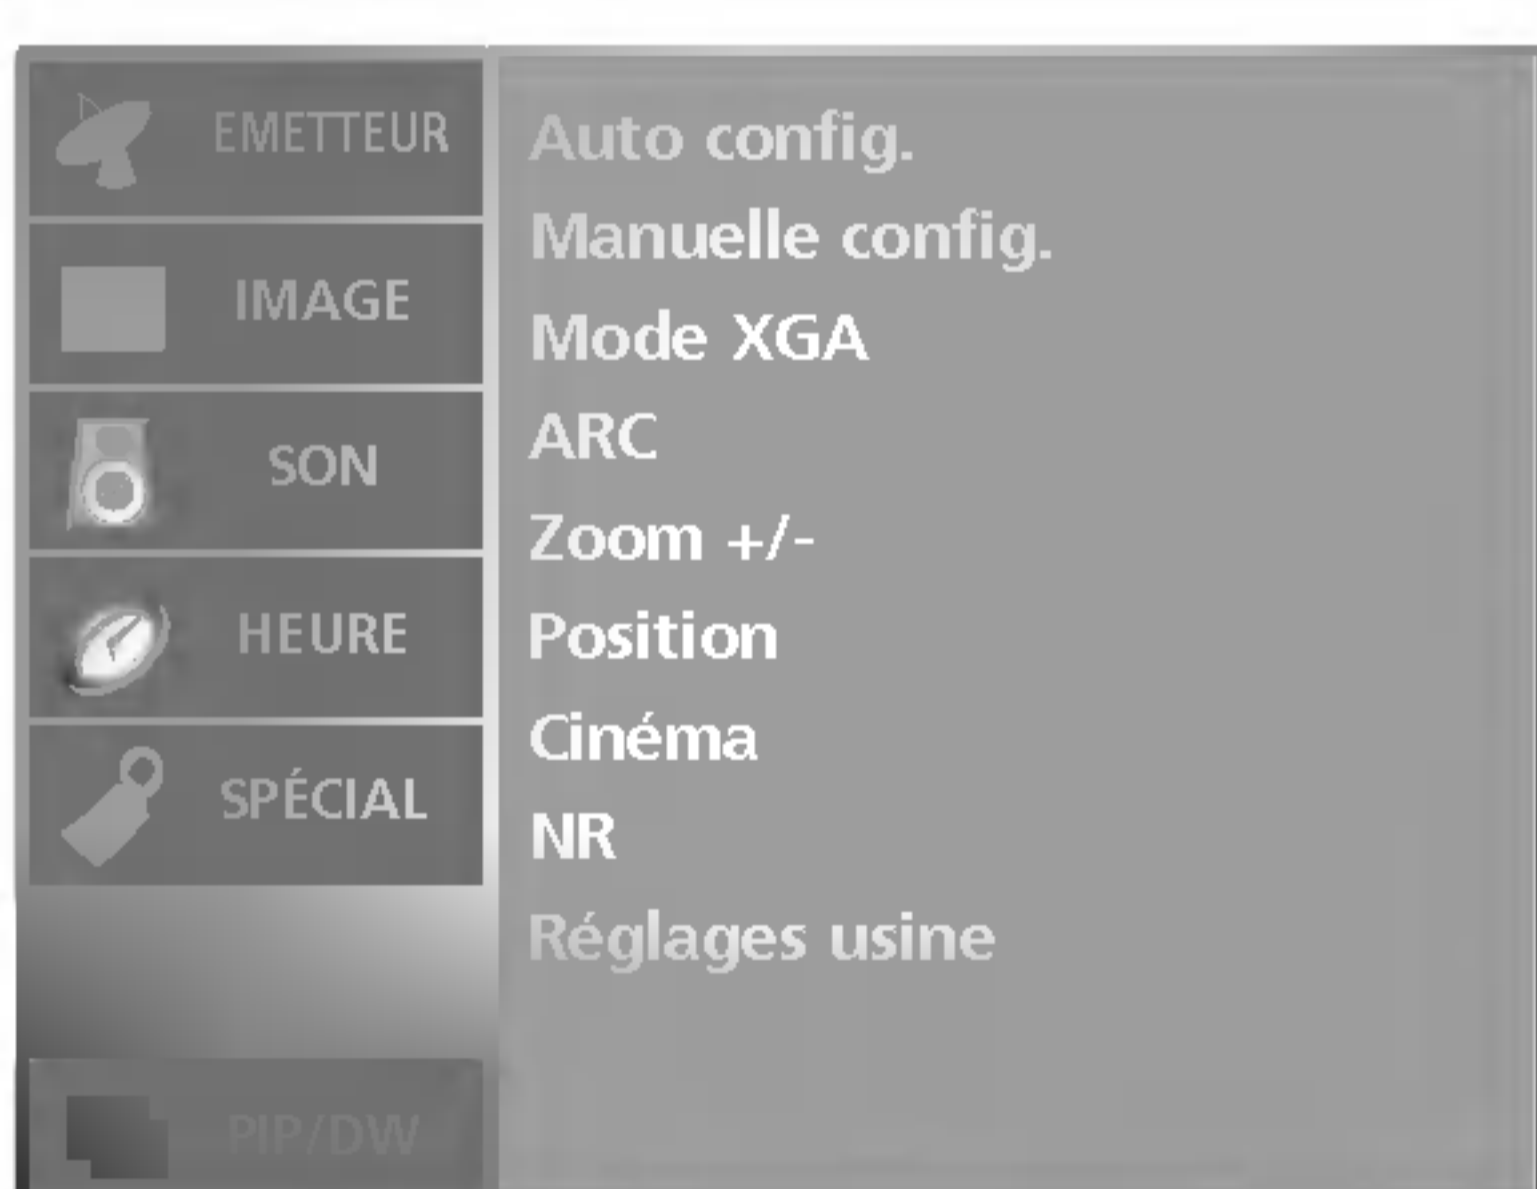 EMETTEUR
IMAGE
SON
HEURE
SPÉCIAL
PIP/DW
Auto config.
Manuelle config.
Mode XGA
ARC
Zoom +/-
Position
Cinéma
NR
Réglages usine